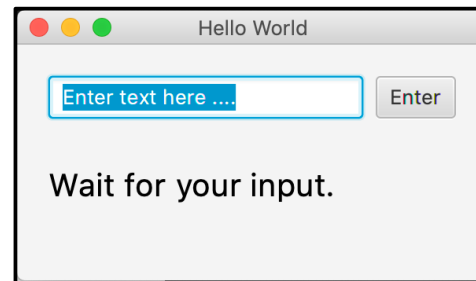 Hello World
Enter text here ....
Enter
Wait for your input.